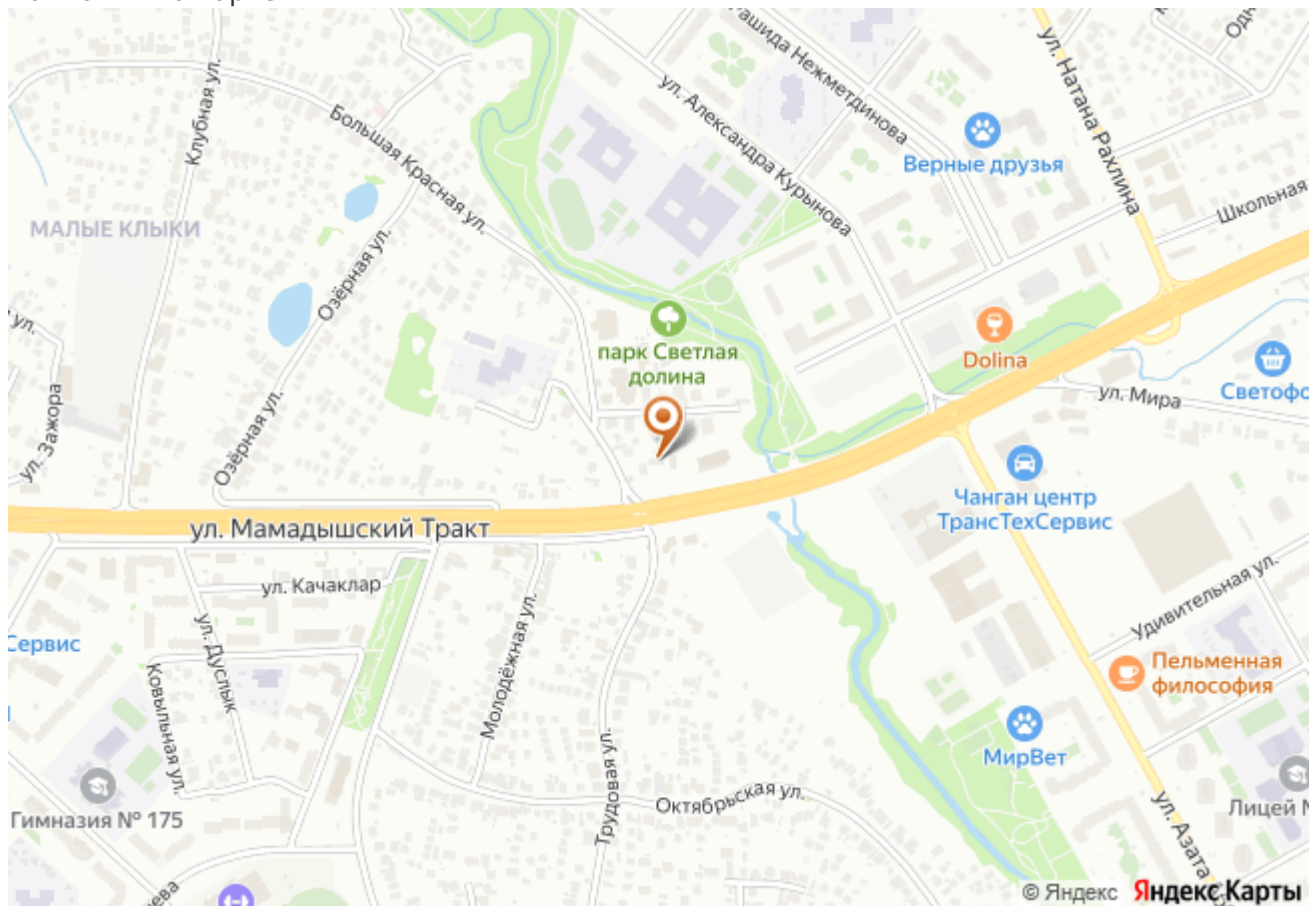 Рашида Нежметдинова
ул. Натана Рахлина
Клубная ул.
Большая Красная ул.
ул. Александра Курынова
Верные друзья
Школьная
МАЛЫЕ КЛЫКИ
Озёрная ул.
парк Светлая
долина
Dolina
ул. Мира
Светофо
ул. Зажора
Озёрная ул.
Чанган центр
ТрансТехСервис
ул. Мамадышский Тракт
ул. Качаклар
Удивительная ул.
Сервис
ул. Дуслык
Молодёжная ул.
Пельменная
философия
Ковыльная ул.
МирВет
Трудовая ул.
Октябрьская ул.
Гимназия № 175
Лицей №
ул. Азата
© Яндекс Яндекс Карты